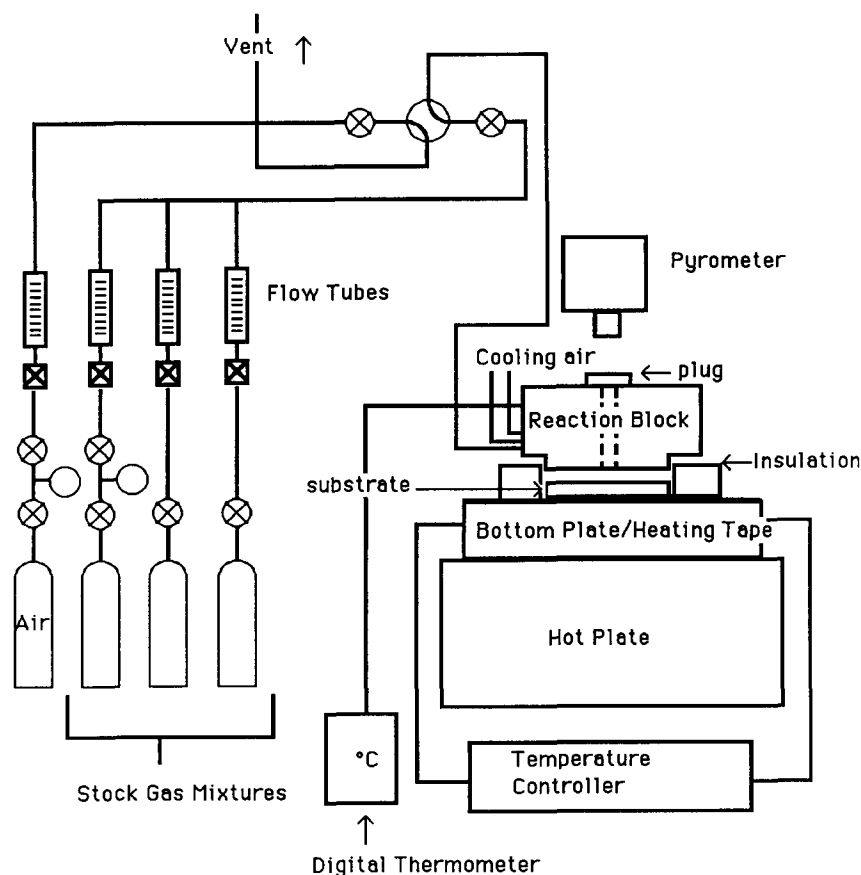 Vent ↑
Pyrometer
Flow Tubes
Cooling air
plug
Reaction Block
Insulation
substrate
Bottom Plate/Heating Tape
Air
Hot Plate
°C
Temperature
Controller
Stock Gas Mixtures
Digital Thermometer